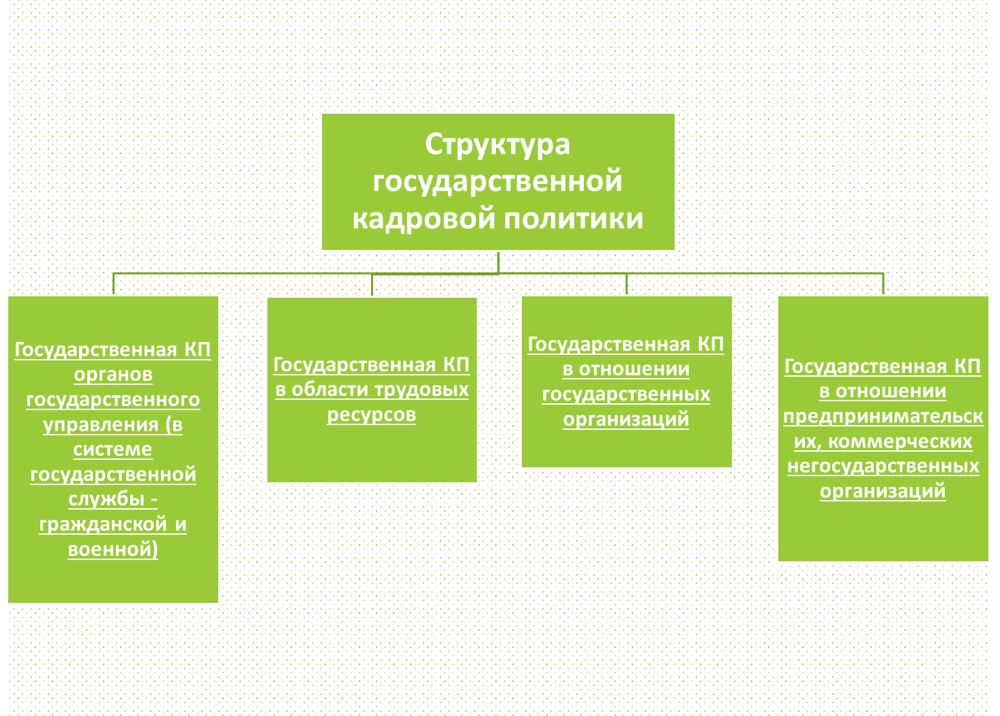 Структура
государственной
кадровой политики
Государственная КП
органов
государственного
управления (в
системе
государственной
службы -
гражданской и
военной)
Государственная КП
в области трудовых
ресурсов
Государственная КП
в отношении
государственных
организаций
Государственная КП
в отношении
предпринимательск
их, коммерческих
негосударственных
организаций